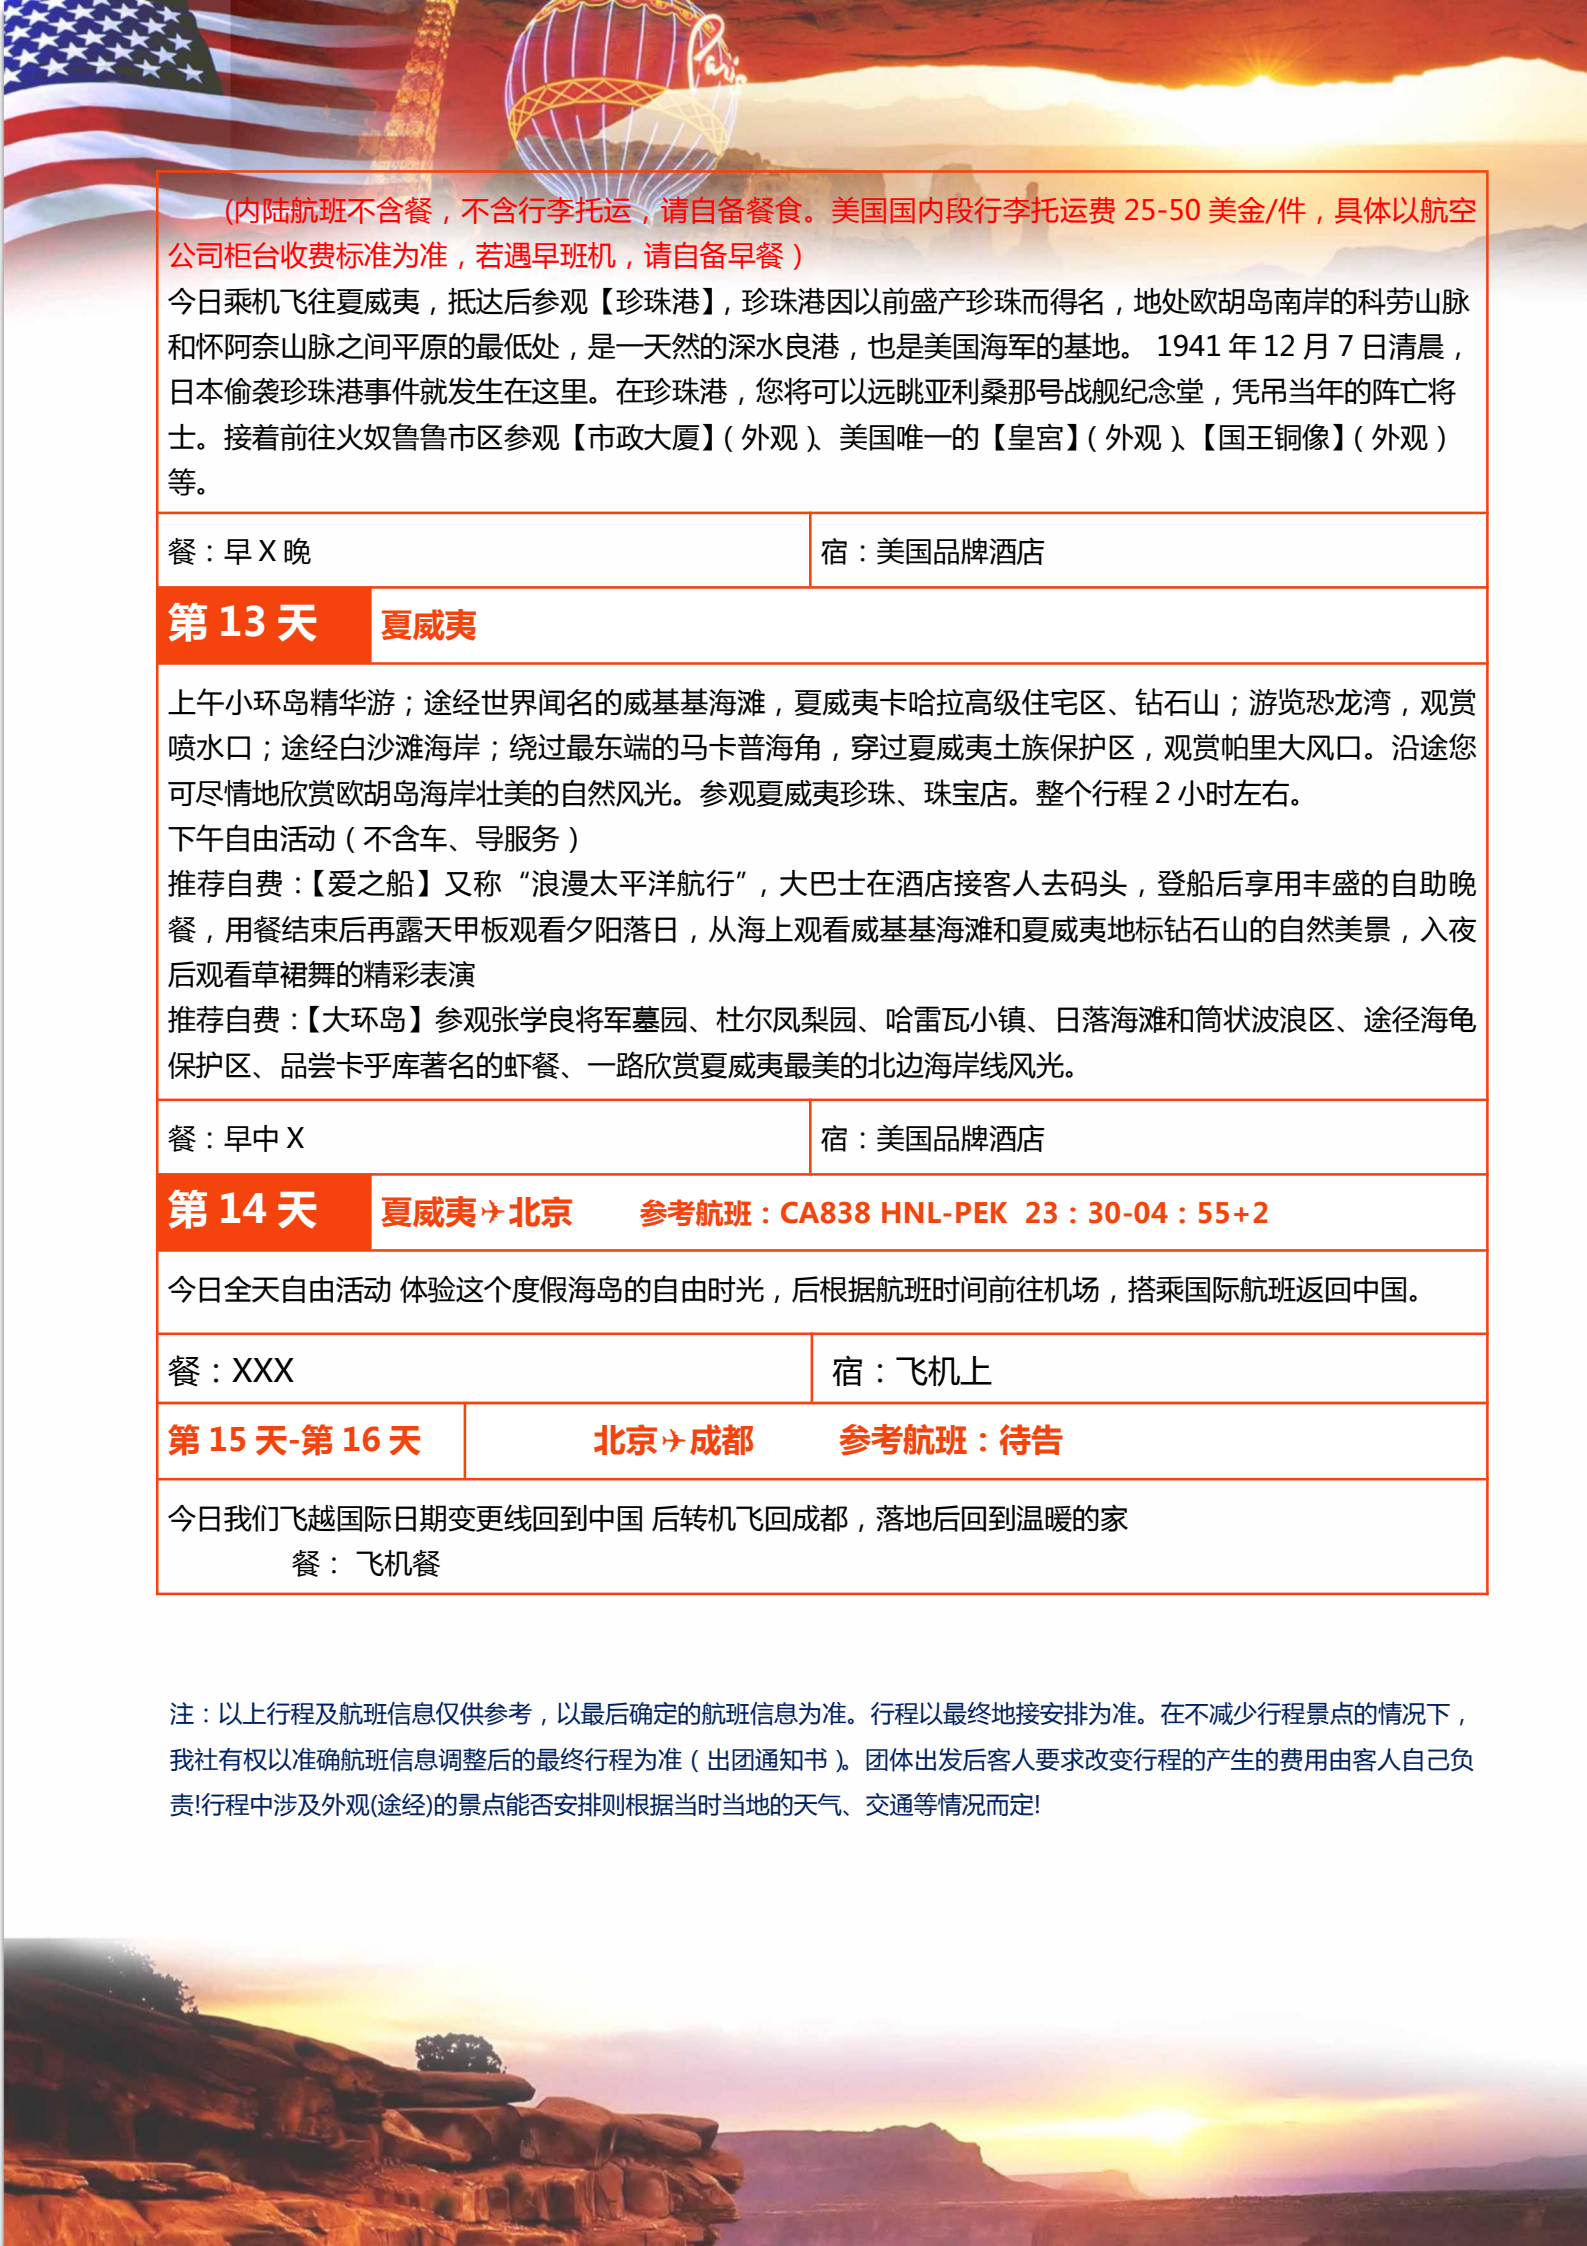 Paris
(内陆航班不含餐，不含行李托运，请自备餐食。美国国内段行李托运费 25-50 美金/件，具体以航空
公司柜台收费标准为准，若遇早班机，请自备早餐）
今日乘机飞往夏威夷，抵达后参观【珍珠港】，珍珠港因以前盛产珍珠而得名，地处欧胡岛南岸的科劳山脉
和怀阿奈山脉之间平原的最低处，是一天然的深水良港，也是美国海军的基地。 1941 年 12 月 7 日清晨，
日本偷袭珍珠港事件就发生在这里。在珍珠港，您将可以远眺亚利桑那号战舰纪念堂，凭吊当年的阵亡将
士。接着前往火奴鲁鲁市区参观【市政大厦】（外观）、美国唯一的【皇宫】（外观）、【国王铜像】（外观）
等。
餐：早 X 晚
宿：美国品牌酒店
第 13 天
夏威夷
上午小环岛精华游；途经世界闻名的威基基海滩，夏威夷卡哈拉高级住宅区、钻石山；游览恐龙湾，观赏
喷水口；途经白沙滩海岸；绕过最东端的马卡普海角，穿过夏威夷土族保护区，观赏帕里大风口。沿途您
可尽情地欣赏欧胡岛海岸壮美的自然风光。参观夏威夷珍珠、珠宝店。整个行程 2 小时左右。
下午自由活动（不含车、导服务）
推荐自费：【爱之船】又称“浪漫太平洋航行”，大巴士在酒店接客人去码头，登船后享用丰盛的自助晚
餐，用餐结束后再露天甲板观看夕阳落日，从海上观看威基基海滩和夏威夷地标钻石山的自然美景，入夜
后观看草裙舞的精彩表演
推荐自费：【大环岛】参观张学良将军墓园、杜尔凤梨园、哈雷瓦小镇、日落海滩和筒状波浪区、途径海龟
保护区、品尝卡乎库著名的虾餐、一路欣赏夏威夷最美的北边海岸线风光。
餐：早中 X
宿：美国品牌酒店
第 14 天
夏威夷✈北京 参考航班：CA838 HNL-PEK 23：30-04：55+2
今日全天自由活动 体验这个度假海岛的自由时光，后根据航班时间前往机场，搭乘国际航班返回中国。
餐：XXX
宿：飞机上
第 15 天-第 16 天
北京✈成都 参考航班：待告
今日我们飞越国际日期变更线回到中国 后转机飞回成都，落地后回到温暖的家
餐： 飞机餐
注：以上行程及航班信息仅供参考，以最后确定的航班信息为准。行程以最终地接安排为准。在不减少行程景点的情况下，
我社有权以准确航班信息调整后的最终行程为准（出团通知书）。团体出发后客人要求改变行程的产生的费用由客人自己负
责!行程中涉及外观(途经)的景点能否安排则根据当时当地的天气、交通等情况而定!